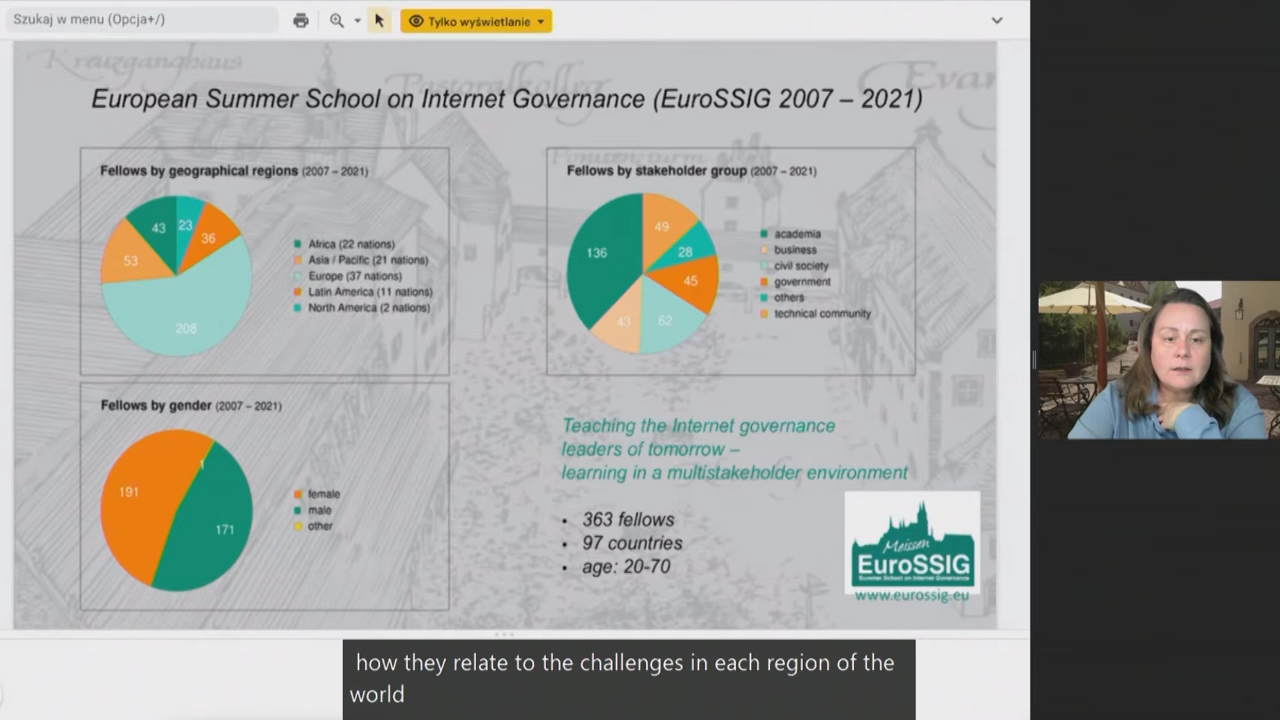 Szukaj w menu (Opcja+/)
Tylko wyświetlanie
Kreuzganghaus
Pastoralkolleg
Evan
European Summer School on Internet Governance (EuroSSIG 2007 – 2021)
Fellows by geographical regions (2007 – 2021)
43
23
36
53
208
Africa (22 nations)
Asia / Pacific (21 nations)
Europe (37 nations)
Latin America (11 nations)
North America (2 nations)
Fellows by stakeholder group (2007 – 2021)
136
49
28
45
43
62
academia
business
civil society
government
others
technical community
Fellows by gender (2007 – 2021)
191
1
171
female
male
other
Teaching the Internet governance
leaders of tomorrow –
learning in a multistakeholder environment
• 363 fellows
• 97 countries
• age: 20-70
Meissen
EuroSSIG
Summer School on Internet Governance
www.eurossig.eu
how they relate to the challenges in each region of the
world